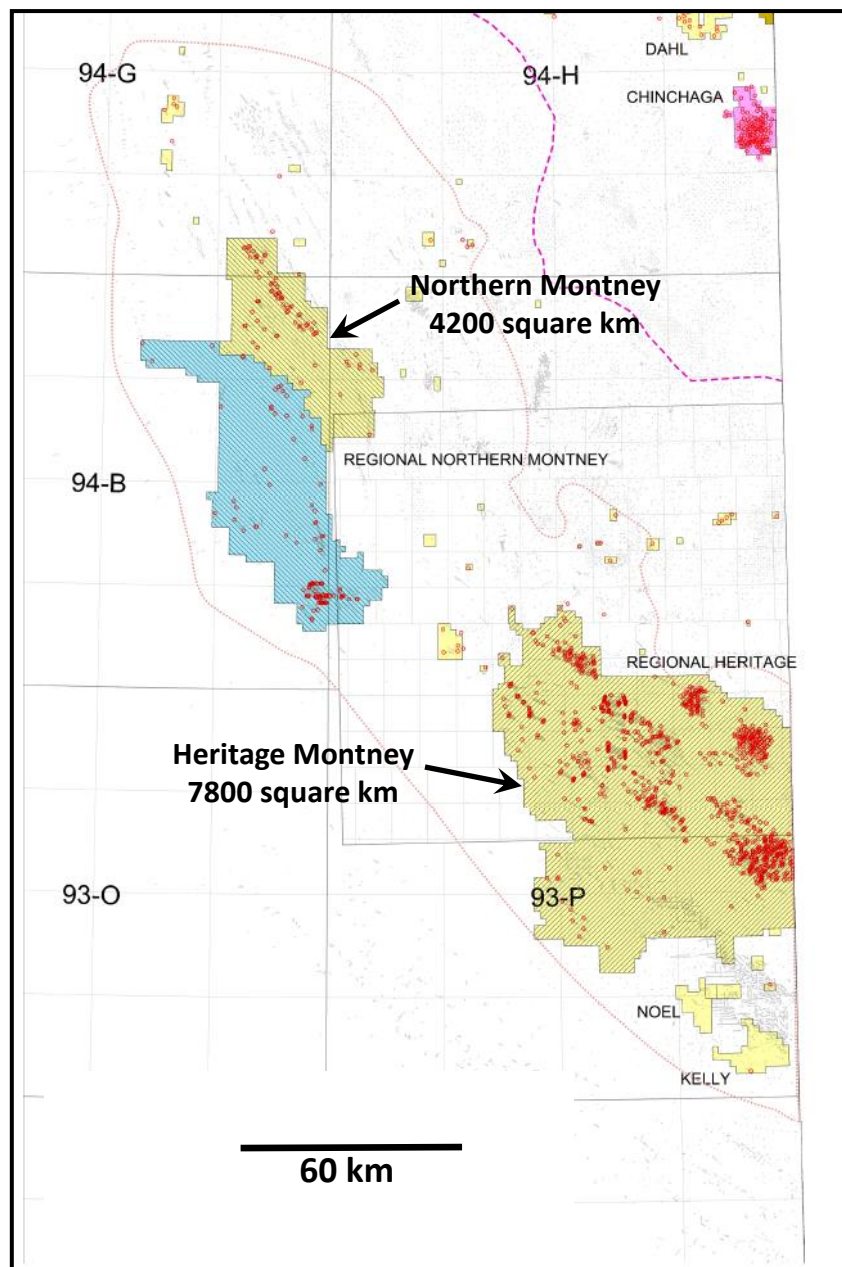 DAHL
94-G
94-H
CHINCHAGA
Northern Montney
4200 square km
REGIONAL NORTHERN MONTNEY
94-B
REGIONAL HERITAGE
Heritage Montney
7800 square km
93-O
93-P
NOEL
KELLY
60 km